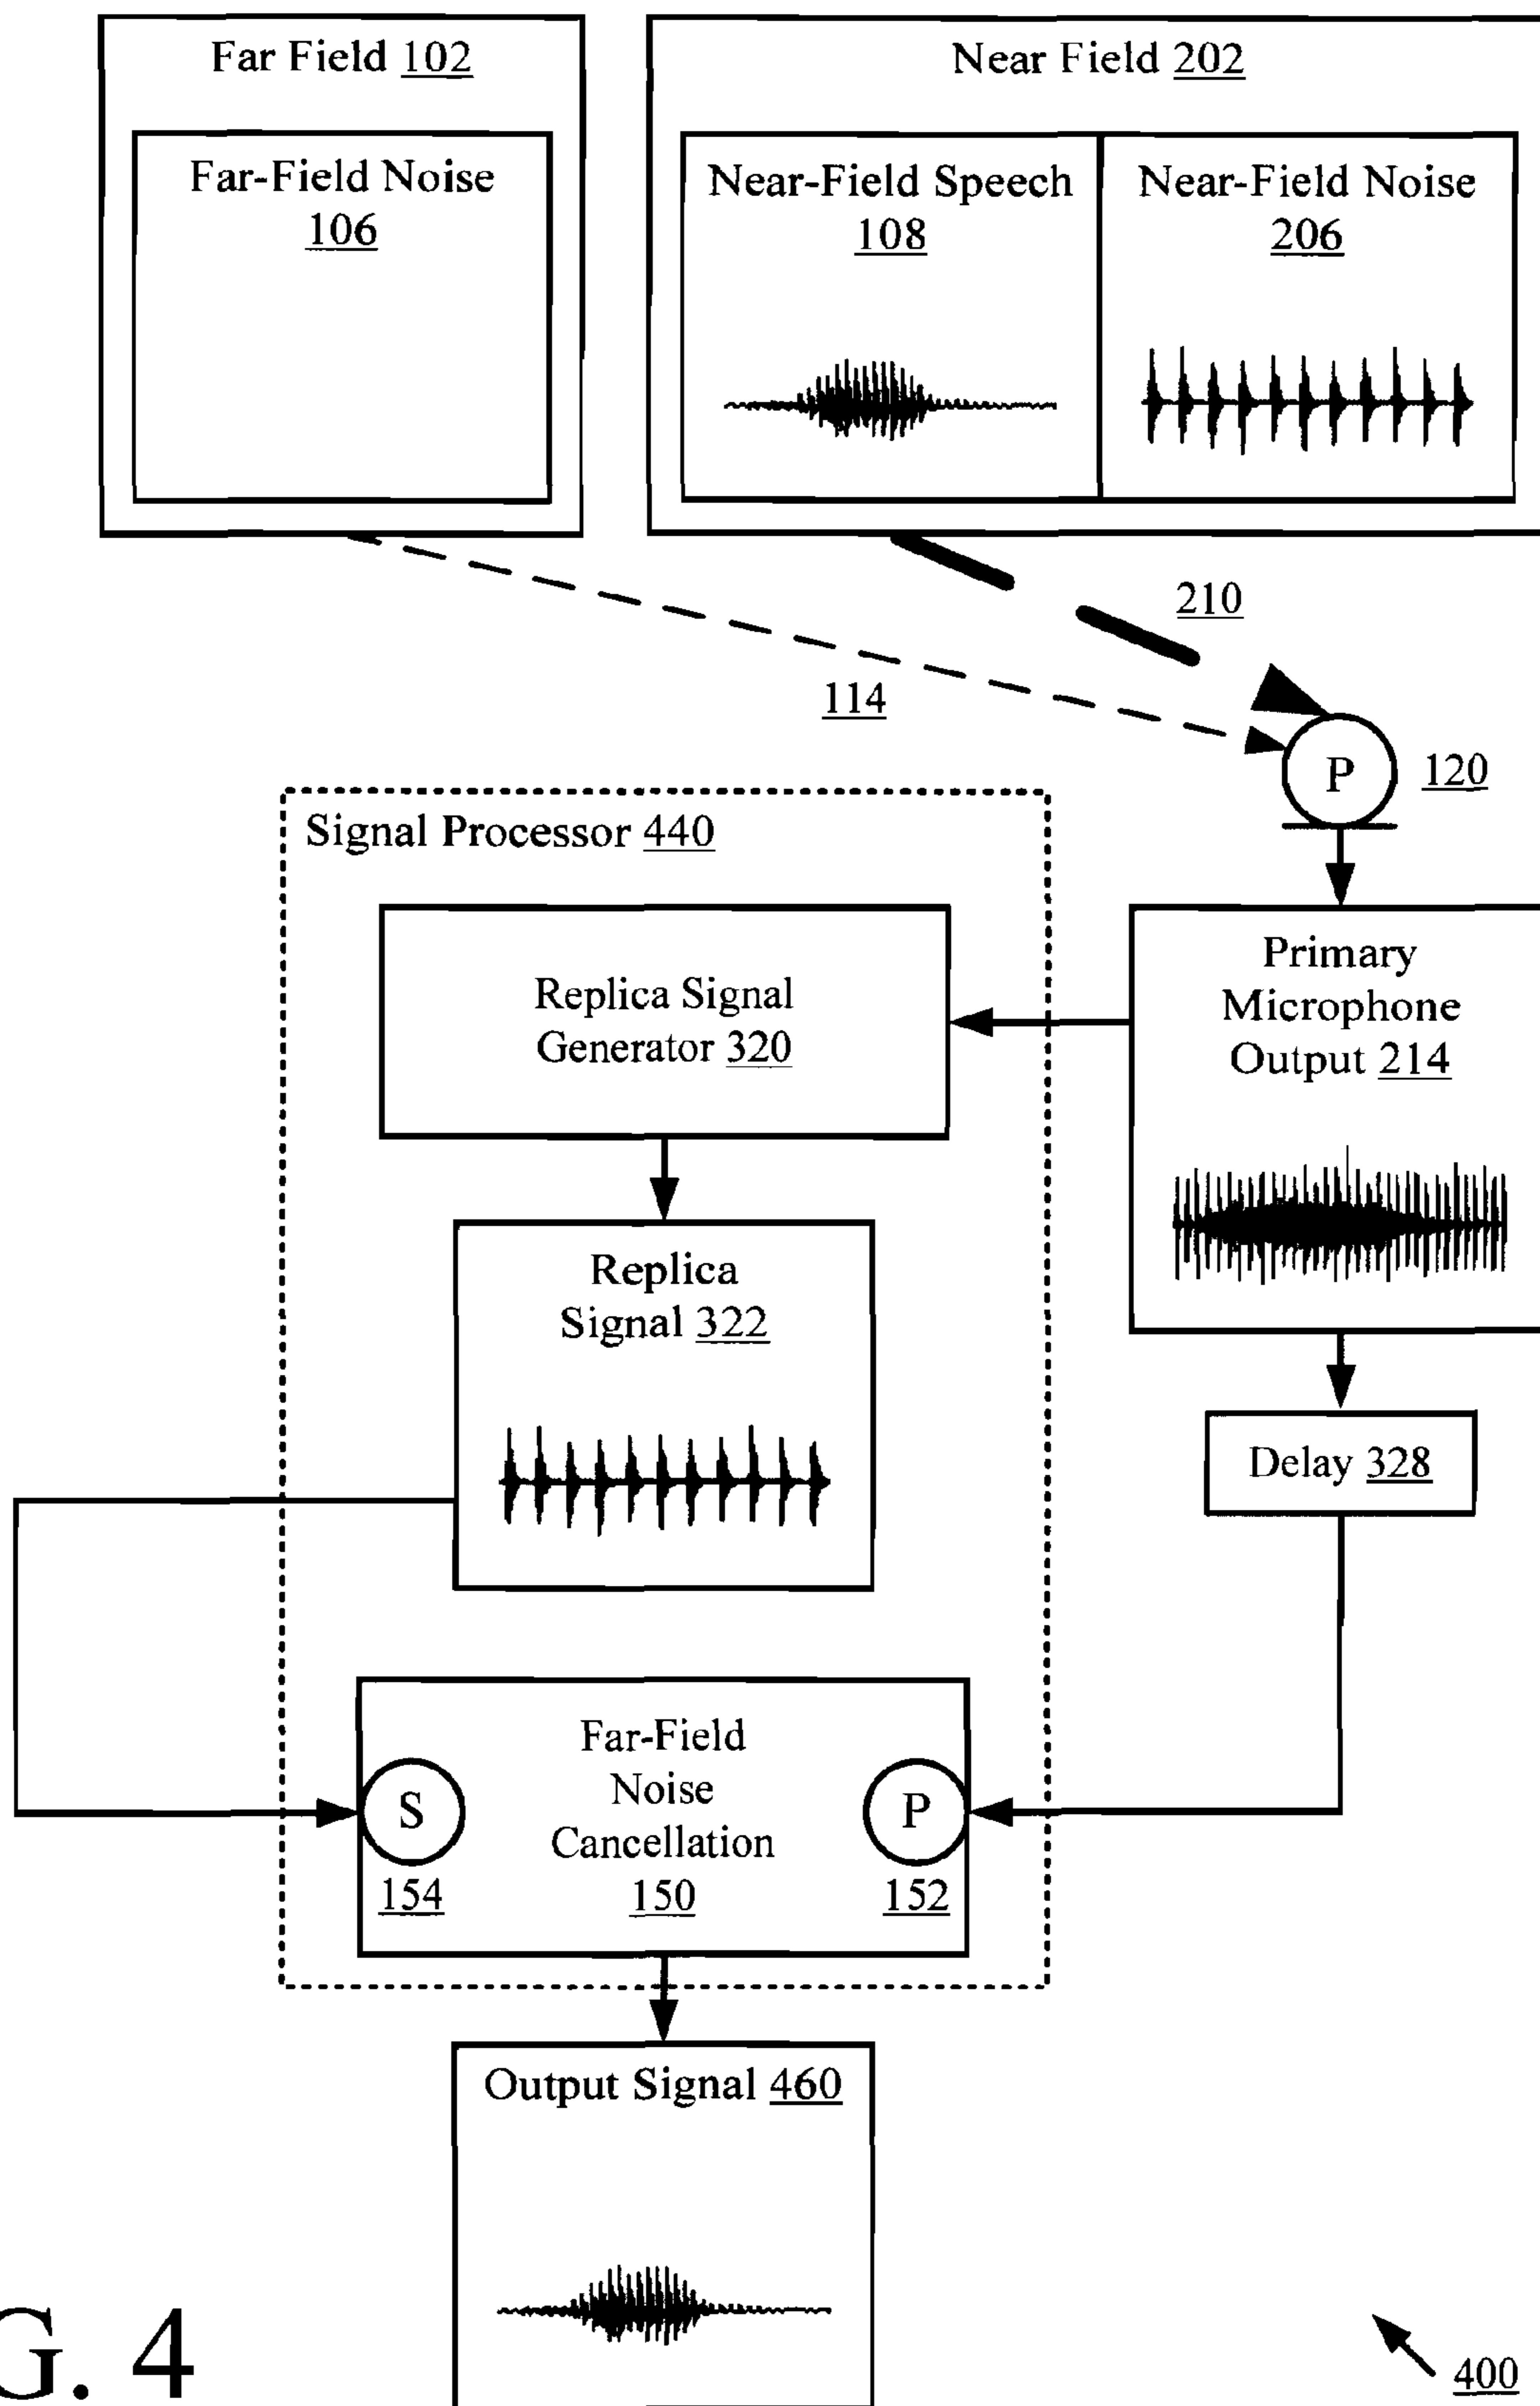 Far Field 102
Near Field 202
Far-Field Noise
106
Near-Field Speech
108
Near-Field Noise
206
210
114
P
120
Signal Processor 440
Replica Signal
Generator 320
Primary
Microphone
Output 214
Replica
Signal 322
Delay 328
Far-Field
Noise
Cancellation
150
S
154
P
152
Output Signal 460
G. 4
400